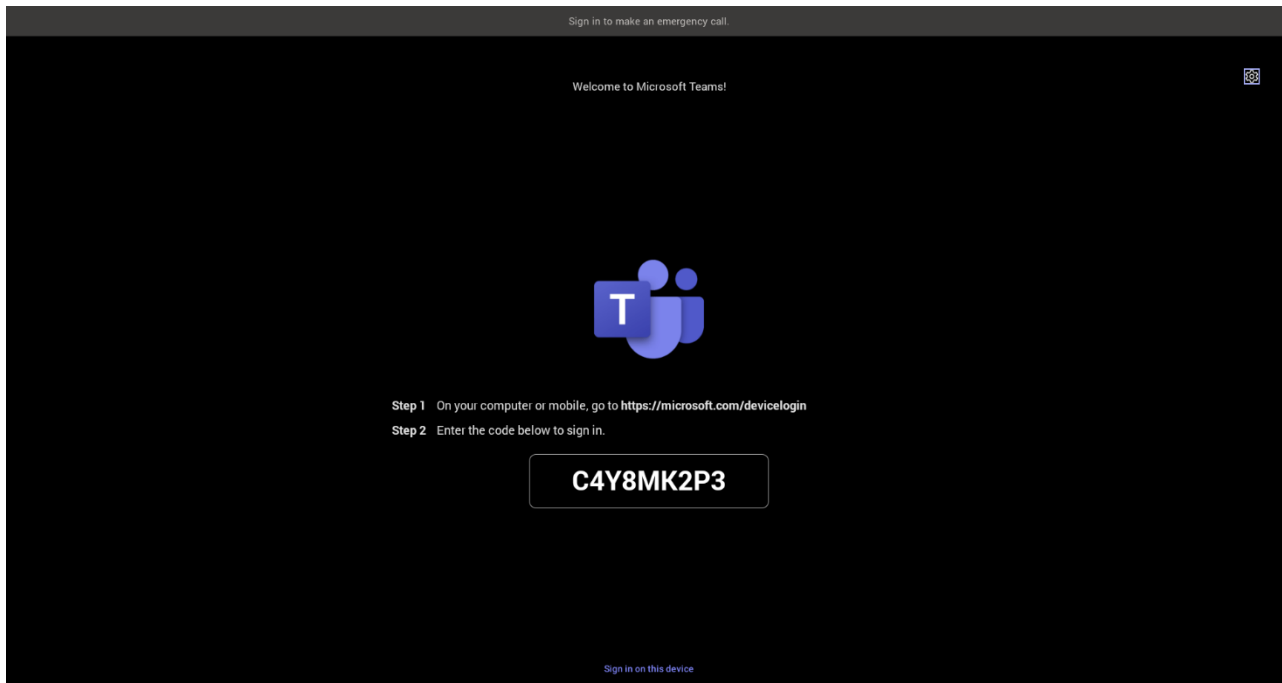 Sign in to make an emergency call.
Welcome to Microsoft Teams!
T
Step 1 On your computer or mobile, go to https://microsoft.com/devicelogin
Step 2 Enter the code below to sign in.
C4Y8MK2P3
Sign in on this device